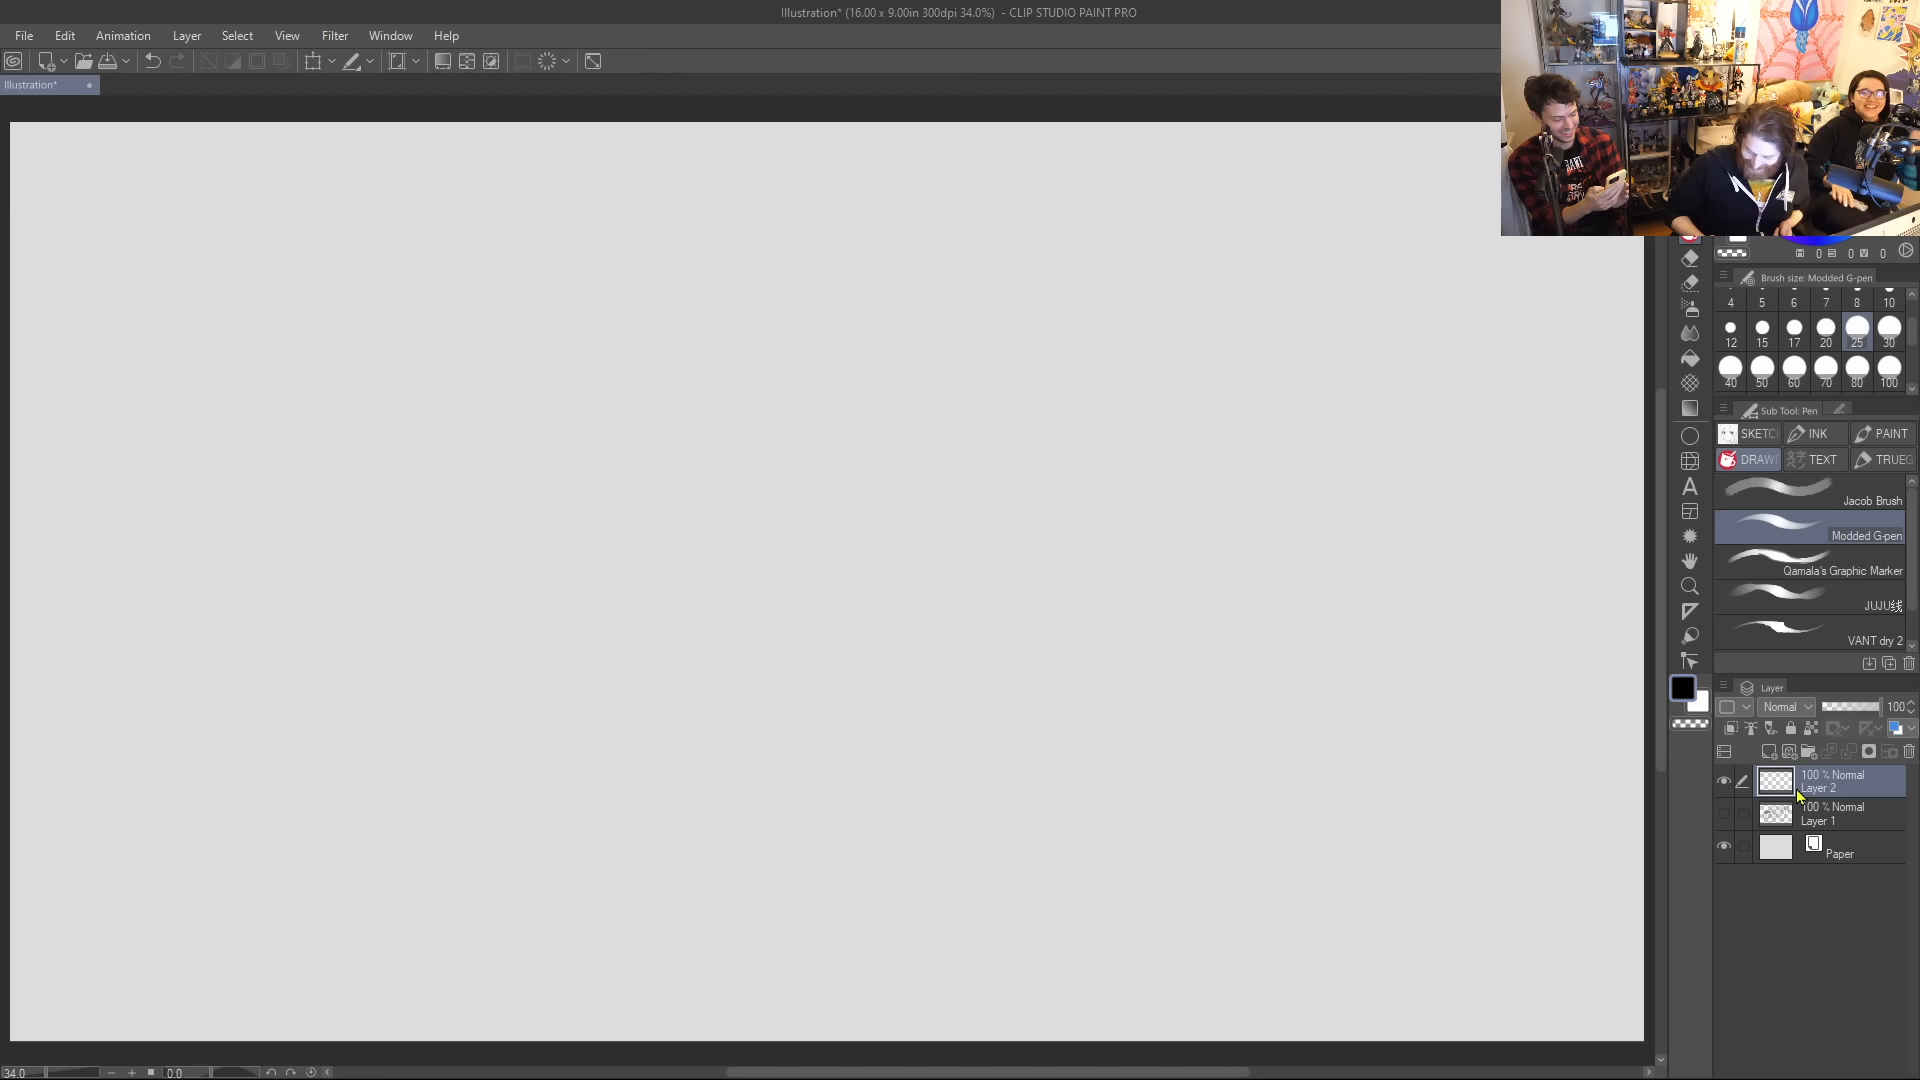 Illustration* (16.00 x 9.00in 300dpi 34.0%) - CLIP STUDIO PAINT PRO
File Edit Animation Layer Select View Filter Window Help
Illustration*
0 0 0
Brush size: Modded G-pen
4 5 6 7 8 10
12 15 17 20 25 30
40 50 60 70 80 100
Sub Tool: Pen
SKETC INK PAINT
DRAW TEXT TRUEG
Jacob Brush
Modded G-pen
Qamala's Graphic Marker
JUJU线
VANT dry 2
Layer
Normal 100
100 % Normal
Layer 2
100 % Normal
Layer 1
Paper
34.0 0.0